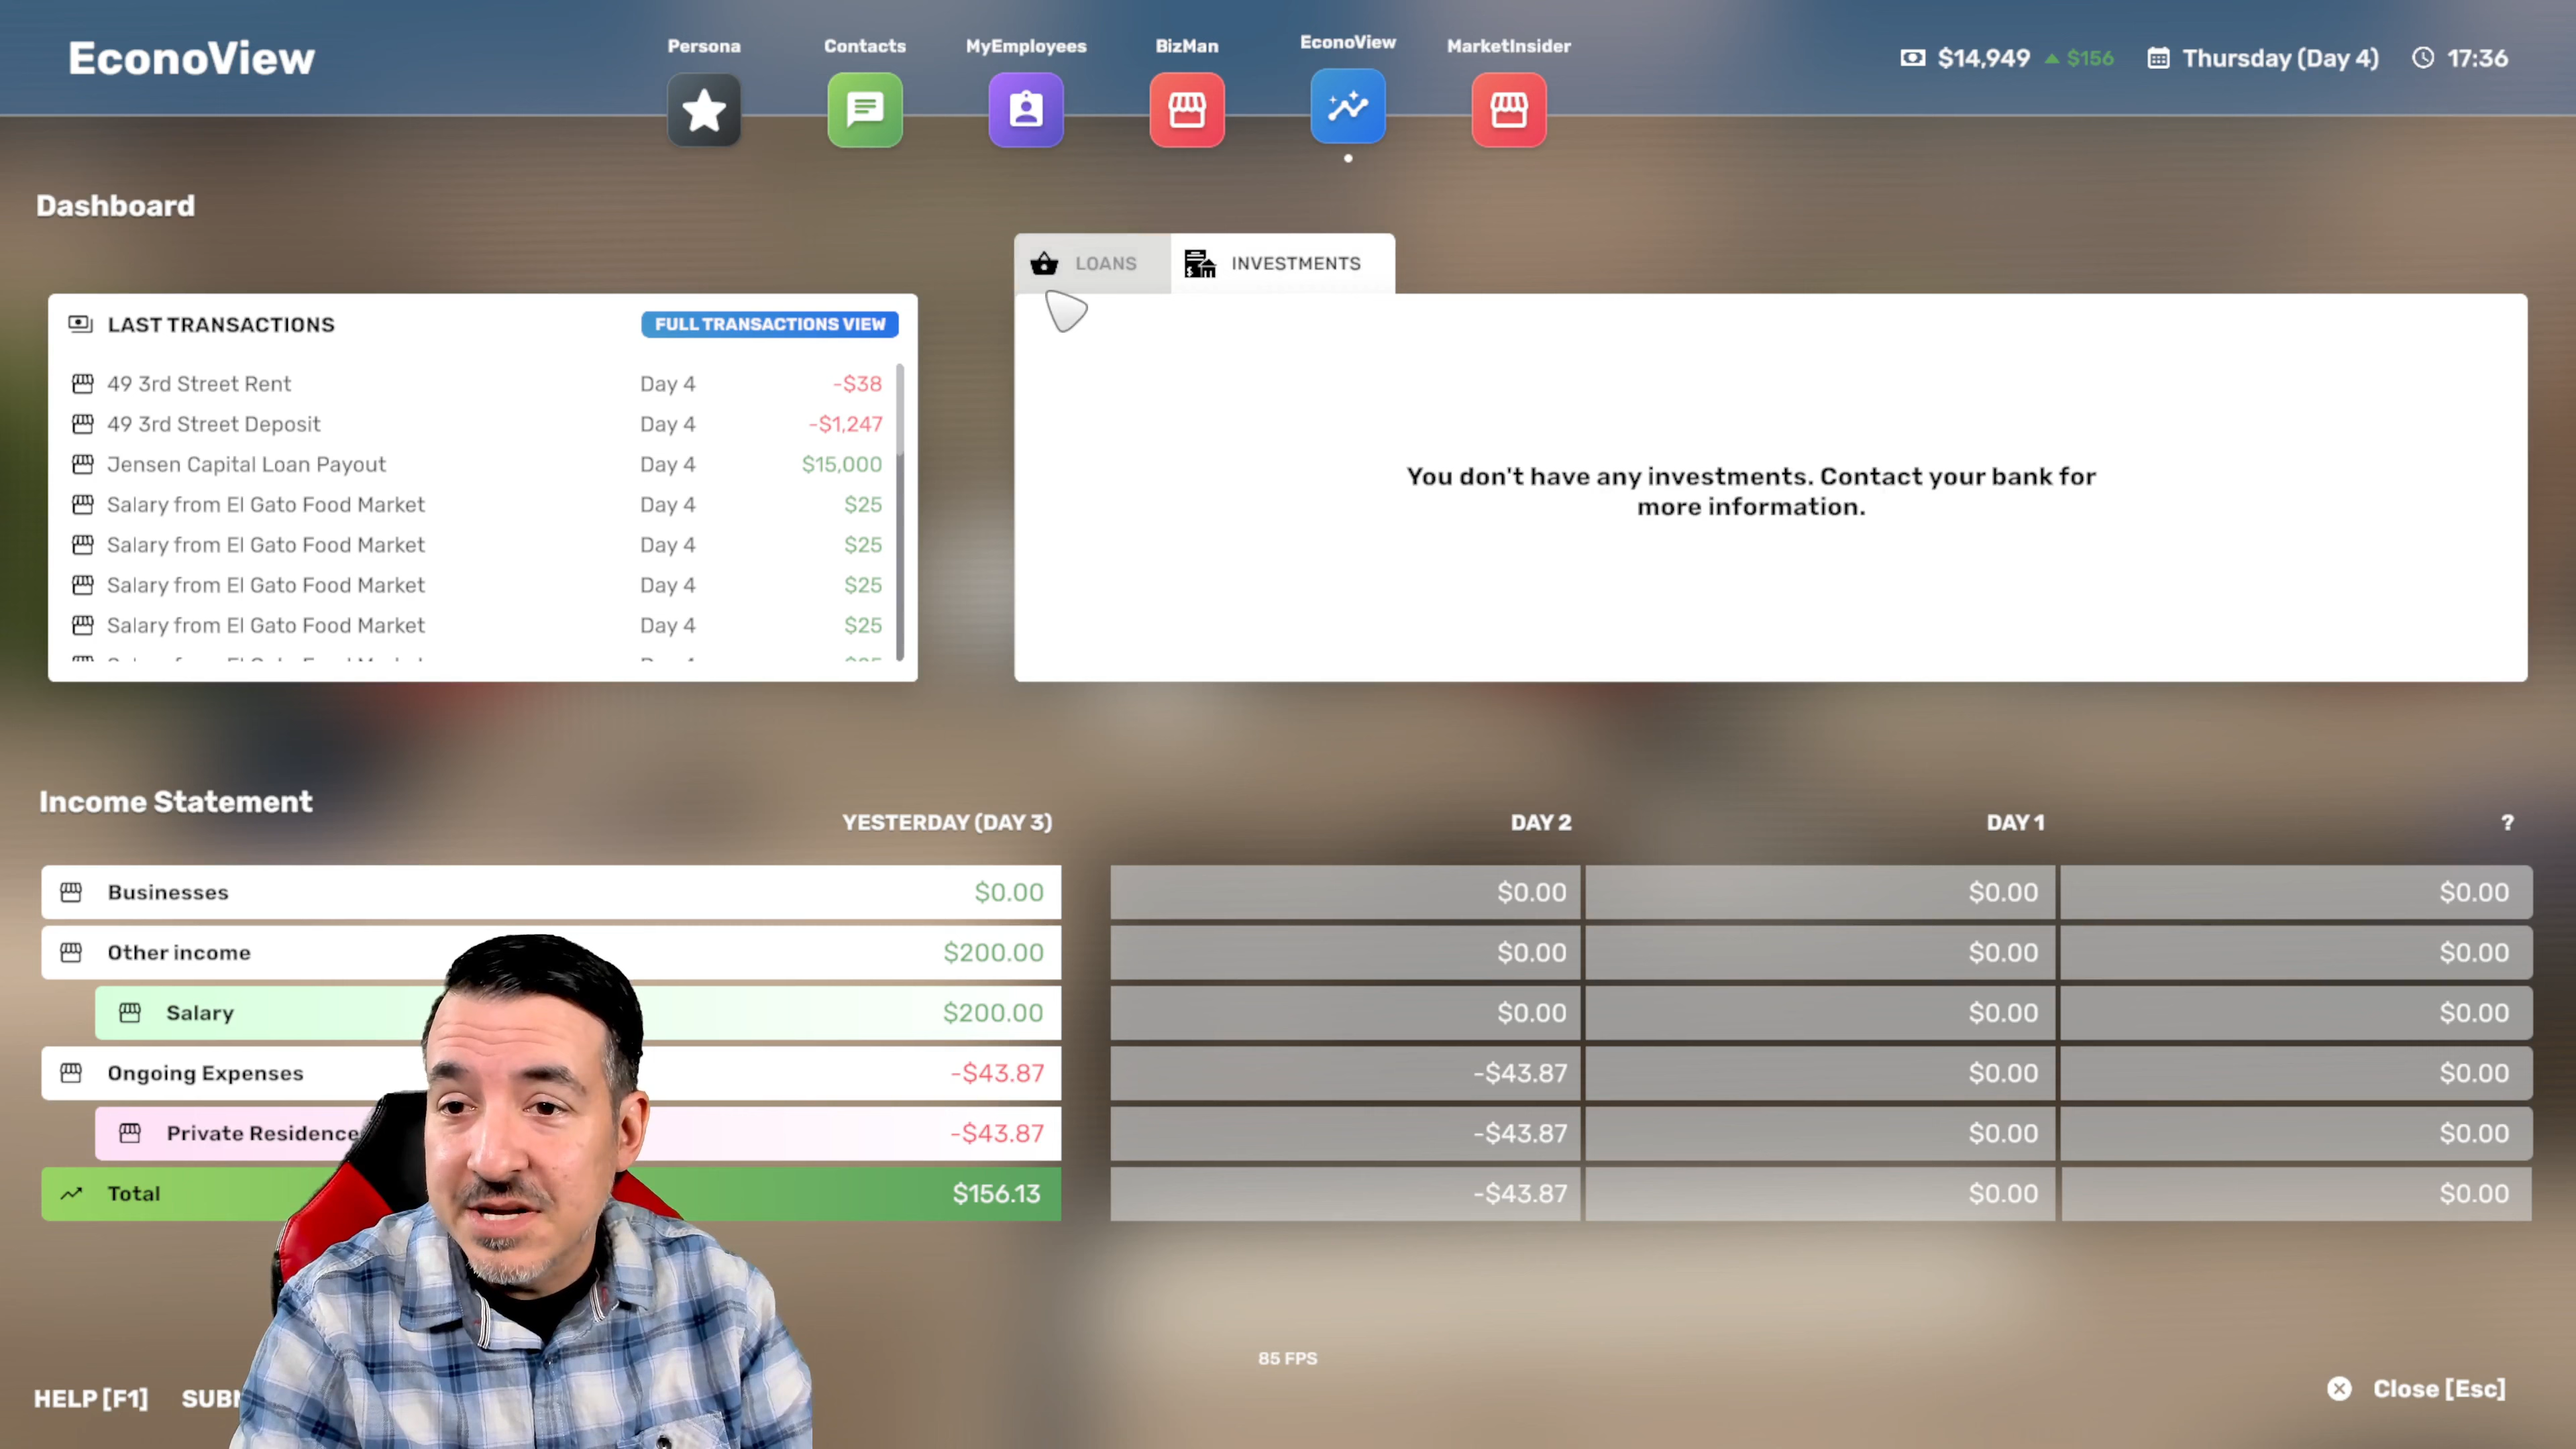 EconoView
Persona
Contacts
MyEmployees
BizMan
EconoView
MarketInsider
$14,949 $156 Thursday (Day 4) 17:36
Dashboard
LOANS INVESTMENTS
LAST TRANSACTIONS FULL TRANSACTIONS VIEW
49 3rd Street Rent Day 4 -$38
49 3rd Street Deposit Day 4 -$1,247
Jensen Capital Loan Payout Day 4 $15,000
Salary from El Gato Food Market Day 4 $25
Salary from El Gato Food Market Day 4 $25
Salary from El Gato Food Market Day 4 $25
Salary from El Gato Food Market Day 4 $25
You don't have any investments. Contact your bank for
more information.
Income Statement
YESTERDAY (DAY 3) DAY 2 DAY 1 ?
Businesses $0.00 $0.00 $0.00 $0.00
Other income $200.00 $0.00 $0.00 $0.00
Salary $200.00 $0.00 $0.00 $0.00
Ongoing Expenses -$43.87 -$43.87 $0.00 $0.00
Private Residence -$43.87 -$43.87 $0.00 $0.00
Total $156.13 -$43.87 $0.00 $0.00
85 FPS
HELP [F1]
Close [Esc]